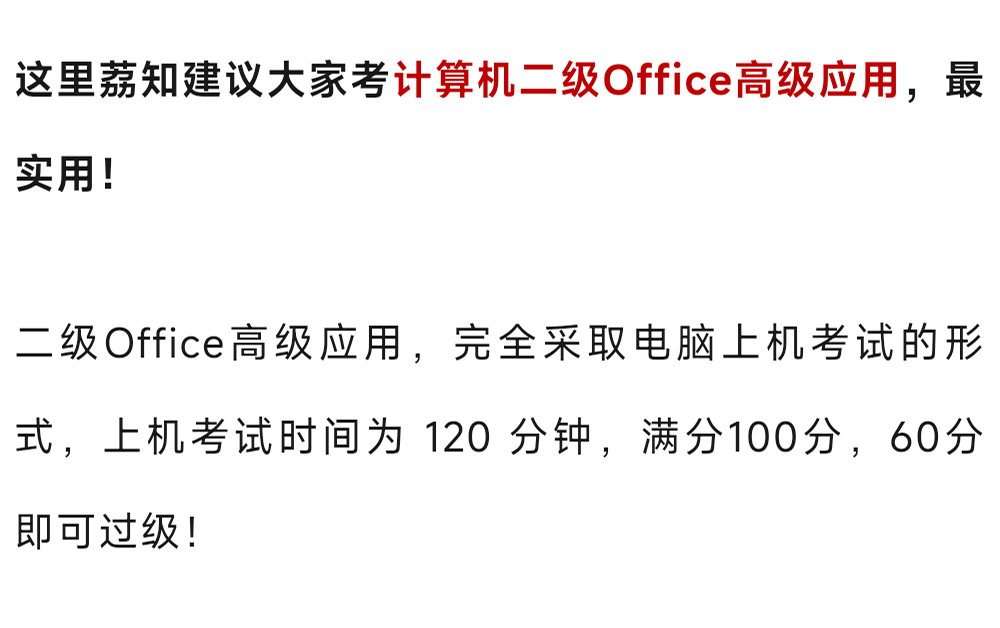 这里荔知建议大家考计算机二级Office高级应用，最
实用！
二级Office高级应用，完全采取电脑上机考试的形
式，上机考试时间为 120 分钟，满分100分，60分
即可过级！